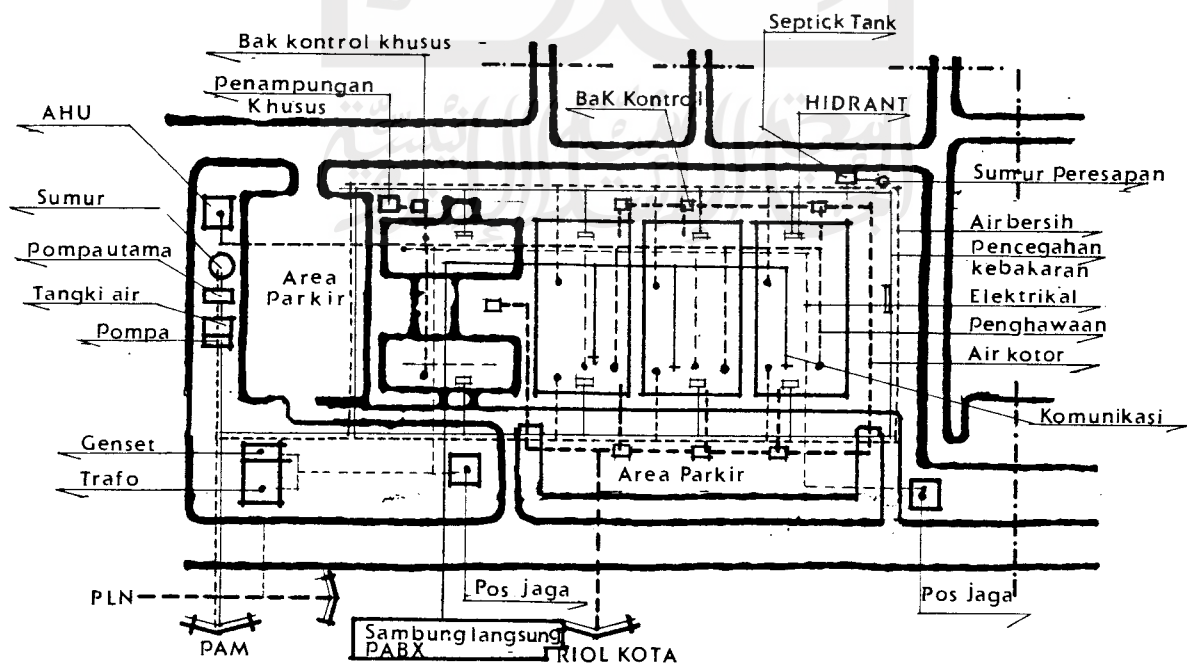 Septick Tank
Bak kontrol khusus
Penampungan
Khusus
BaK Kontrol
HIDRANT
AHU
Sumur Peresapan
Sumur
Air bersih
Pencegahan
kebakaran
Pompa utama
Area
Parkir
Tangki air
Elektrikal
Penghawaan
Pompa
Air kotor
Komunikasi
Genset
Area Parkir
Trafo
PLN
Pos jaga
Pos jaga
PAM
Sambung langsung
PABX
RIOL KOTA